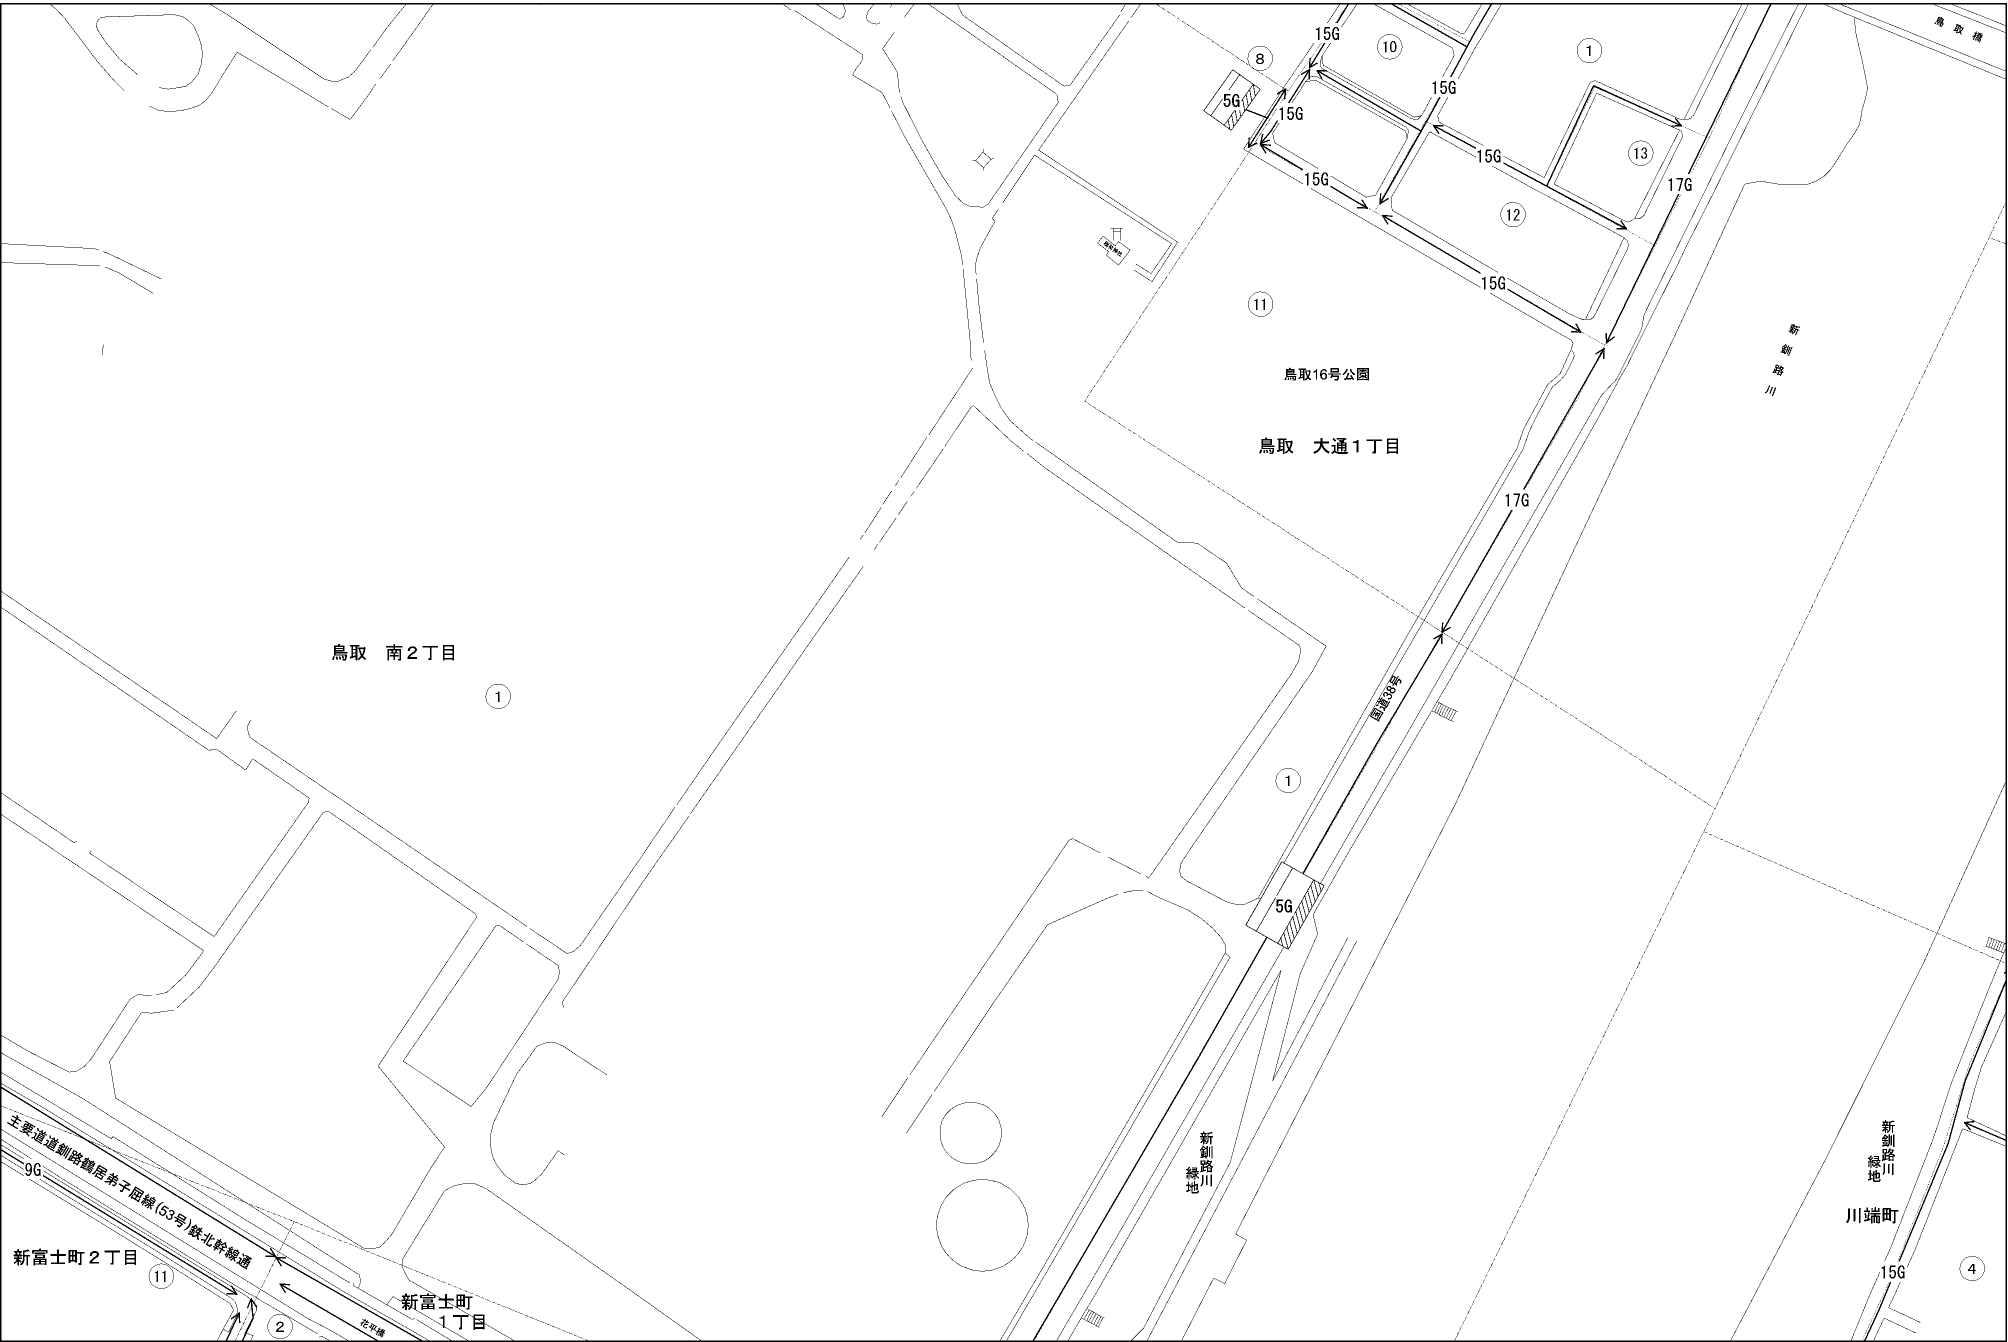 鳥取橋
15G
⑩
①
⑧
5G
15G
15G
⑬
15G
17G
15G
⑫
15G
⑪
新釧路川
鳥取16号公園
鳥取 大通1丁目
17G
鳥取 南2丁目
①
国道38号
①
5G
新釧路川
緑地
新釧路川
緑地
川端町
④
15G
主要道道釧路鶴居弟子屈線(53号)鉄北幹線通
9G
新富士町2丁目
⑪
②
新富士町
1丁目
花平橋